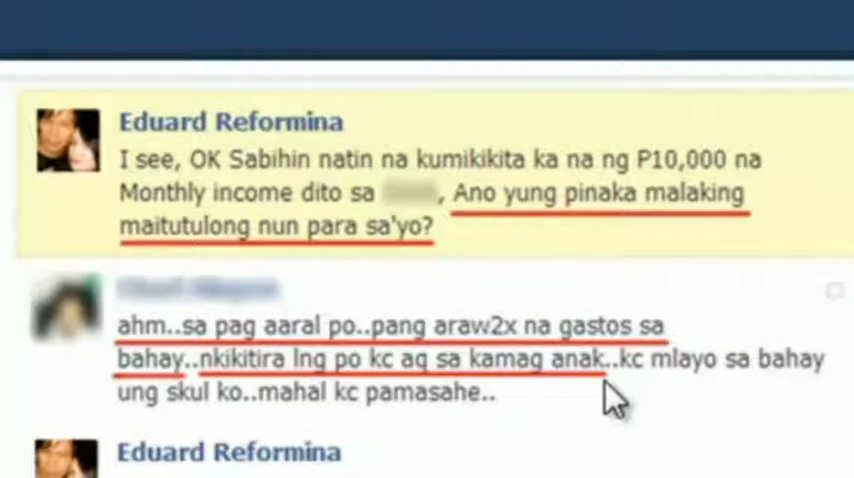 Eduard Reformina
I see, OK Sabihin natin na kumikikita ka na ng P10,000 na
Monthly income dito sa , Ano yung pinaka malaking
maitutulong nun para sa'yo?
ahm..sa pag aaral po..pang araw2x na gastos sa
bahay..nkikitira lng po kc aq sa kamag anak..kc mlayo sa bahay
ung skul ko..mahal kc pamasahe..
Eduard Reformina